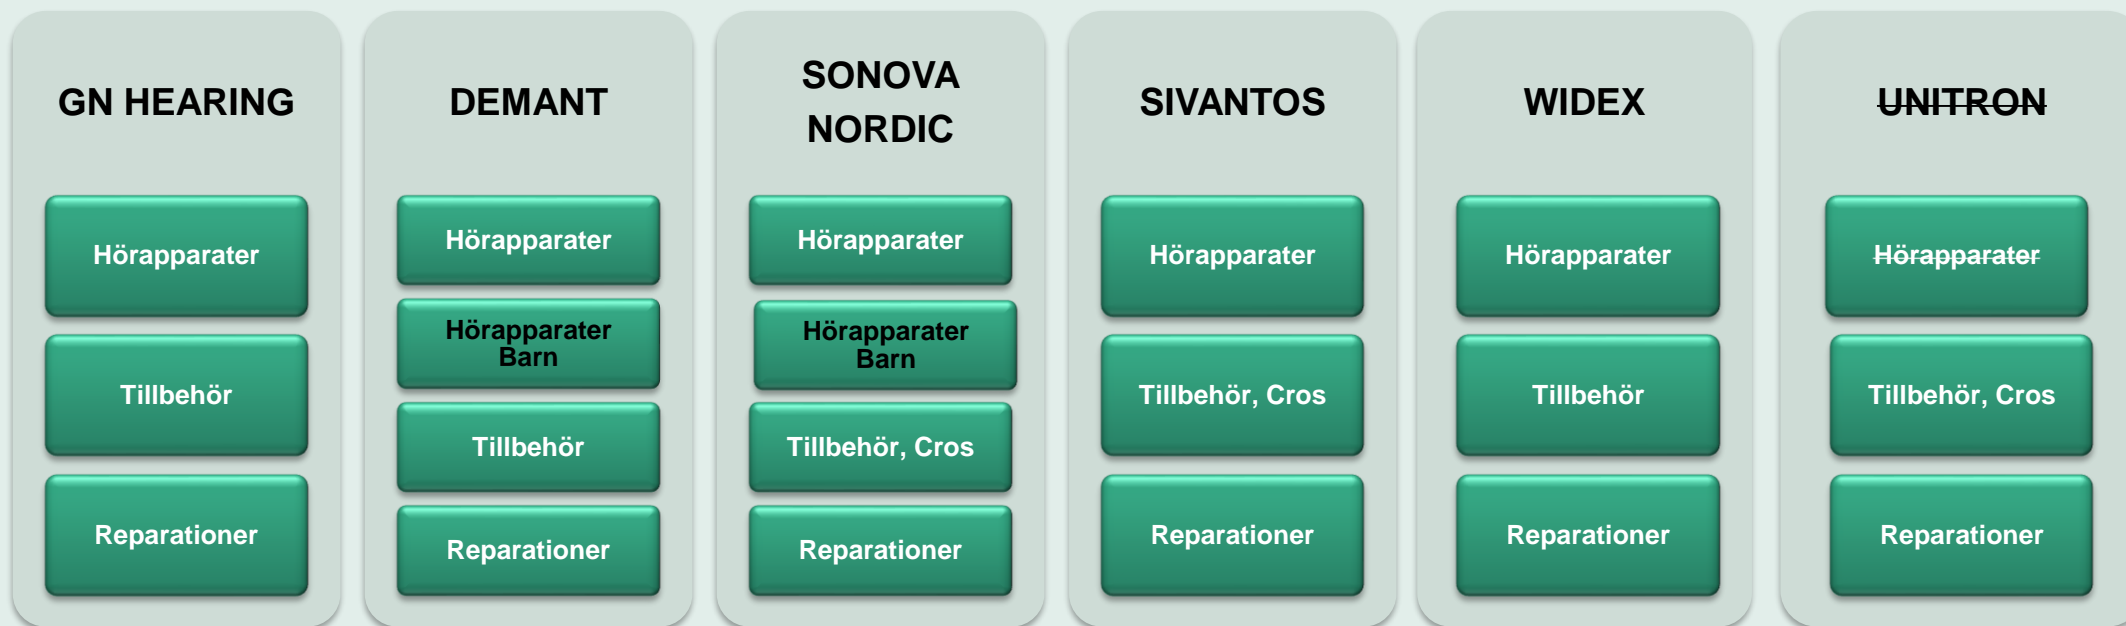 GN HEARING
Hörapparater
Tillbehör
Reparationer
DEMANT
Hörapparater
Hörapparater
Barn
Tillbehör
Reparationer
SONOVA
NORDIC
Hörapparater
Hörapparater
Barn
Tillbehör, Cros
Reparationer
SIVANTOS
Hörapparater
Tillbehör, Cros
Reparationer
WIDEX
Hörapparater
Tillbehör
Reparationer
UNITRON
Hörapparater
Tillbehör, Cros
Reparationer